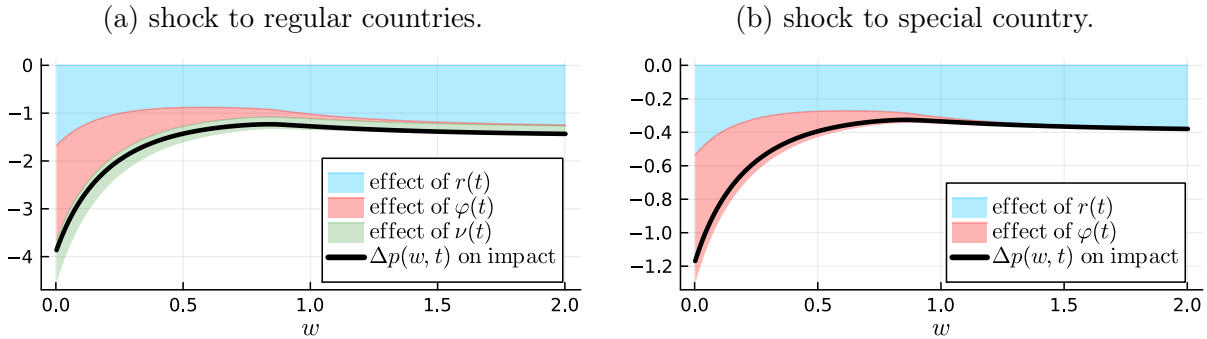 (a) shock to regular countries.
0
−1
−2
−3
−4
effect of r(t)
effect of φ(t)
effect of ν(t)
Δp(w, t) on impact
0.0 0.5 1.0 1.5 2.0
w
(b) shock to special country.
0.0
−0.2
−0.4
−0.6
−0.8
−1.0
−1.2
effect of r(t)
effect of φ(t)
Δp(w, t) on impact
0.0 0.5 1.0 1.5 2.0
w